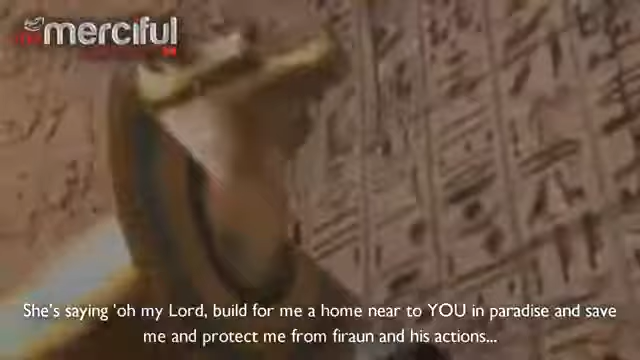 merciful
She's saying 'oh my Lord, build for me a home near to YOU in paradise and save
me and protect me from firaun and his actions...